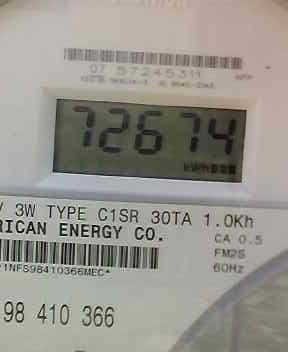 07 57245311
72674
kWh
V 3W TYPE C1SR 30TA 1.0Kh
RICAN ENERGY CO.
CA 0.5
FM2S
60Hz
1NFS98410366MEC*
98 410 366